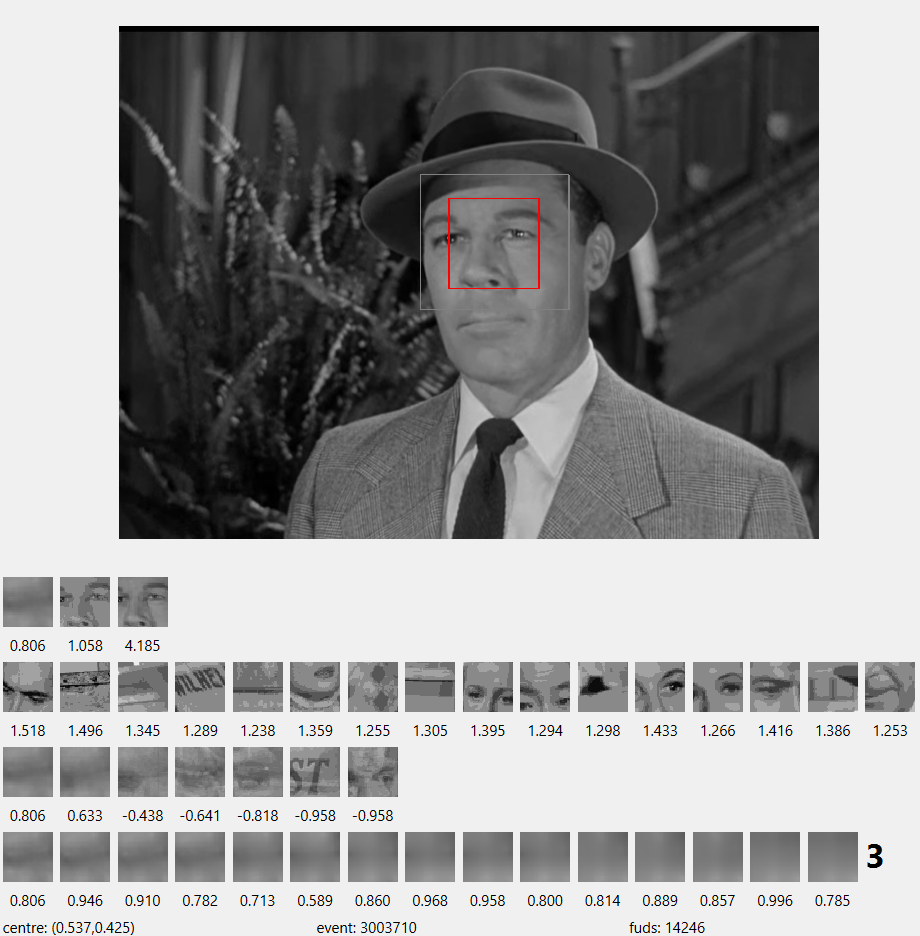 0.806 1.058 4.185
WILHEL
1.518 1.496 1.345 1.289 1.238 1.359 1.255 1.305 1.395 1.294 1.298 1.433 1.266 1.416 1.386 1.253
ST
0.806 0.633 -0.438 -0.641 -0.818 -0.958 -0.958
3
0.806 0.946 0.910 0.782 0.713 0.589 0.860 0.968 0.958 0.800 0.814 0.889 0.857 0.996 0.785
centre: (0.537,0.425) event: 3003710 fuds: 14246